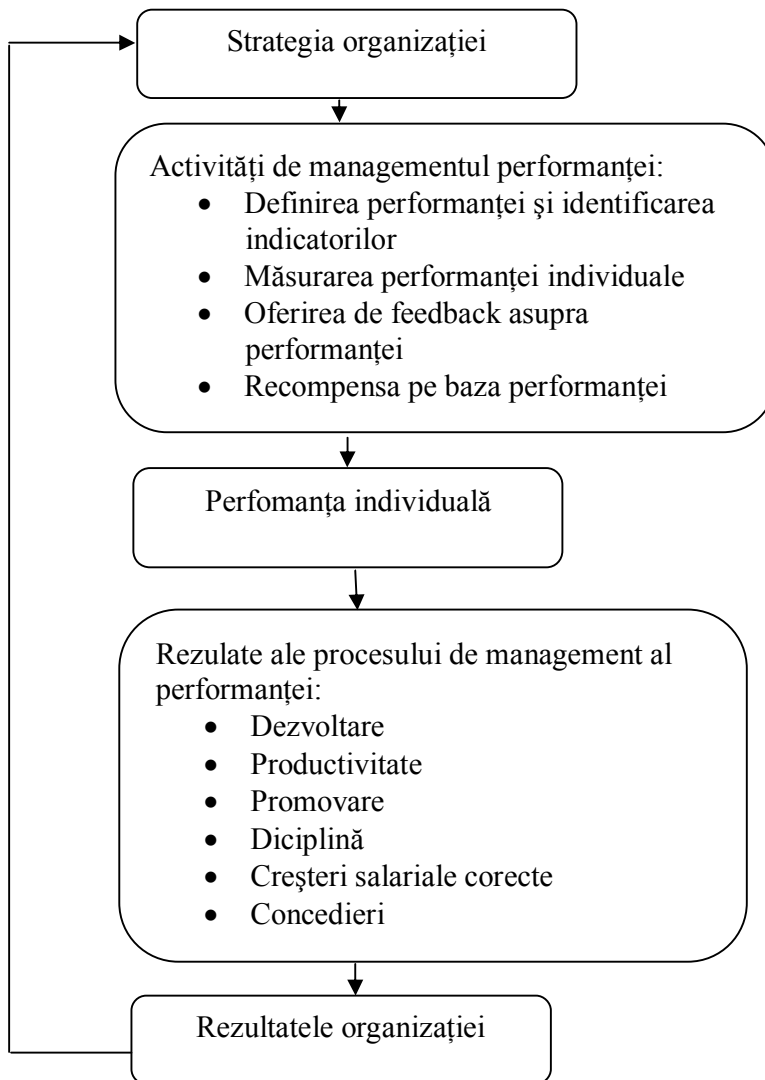 Strategia organizației
Activități de managementul performanței:
• Definirea performanței şi identificarea
indicatorilor
• Măsurarea performanței individuale
• Oferirea de feedback asupra
performanței
• Recompensa pe baza performanței
Perfomanța individuală
Rezulate ale procesului de management al
performanței:
• Dezvoltare
• Productivitate
• Promovare
• Diciplină
• Creşteri salariale corecte
• Concedieri
Rezultatele organizației